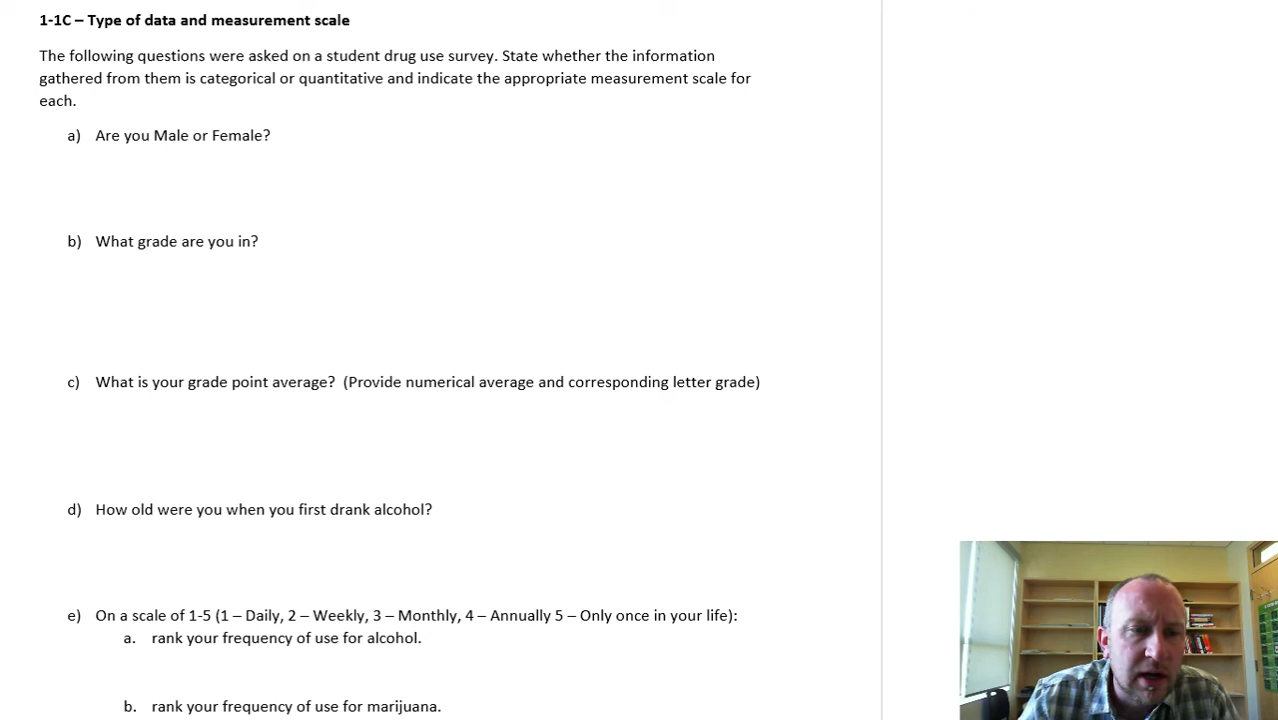 1-1C – Type of data and measurement scale
The following questions were asked on a student drug use survey. State whether the information
gathered from them is categorical or quantitative and indicate the appropriate measurement scale for
each.
a) Are you Male or Female?
b) What grade are you in?
c) What is your grade point average?  (Provide numerical average and corresponding letter grade)
d) How old were you when you first drank alcohol?
e) On a scale of 1-5 (1 – Daily, 2 – Weekly, 3 – Monthly, 4 – Annually 5 – Only once in your life):
a. rank your frequency of use for alcohol.
b. rank your frequency of use for marijuana.